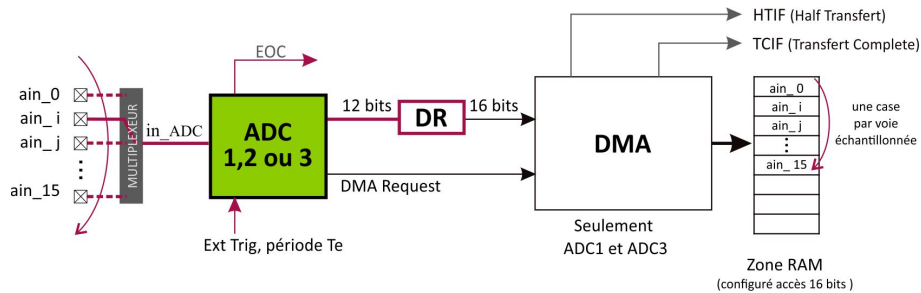 HTIF (Half Transfert)
TCIF (Transfert Complete)
EOC
ain_0
ain_ i
ain_ j
ain_15
MULTIPLEXEUR
in_ADC
ADC
1,2 ou 3
12 bits
DR
16 bits
DMA Request
Ext Trig, période Te
DMA
Seulement
ADC1 et ADC3
ain_ 0
ain_ i
ain_ j
ain_ 15
une case
par voie
échantillonnée
Zone RAM
(configuré accès 16 bits )